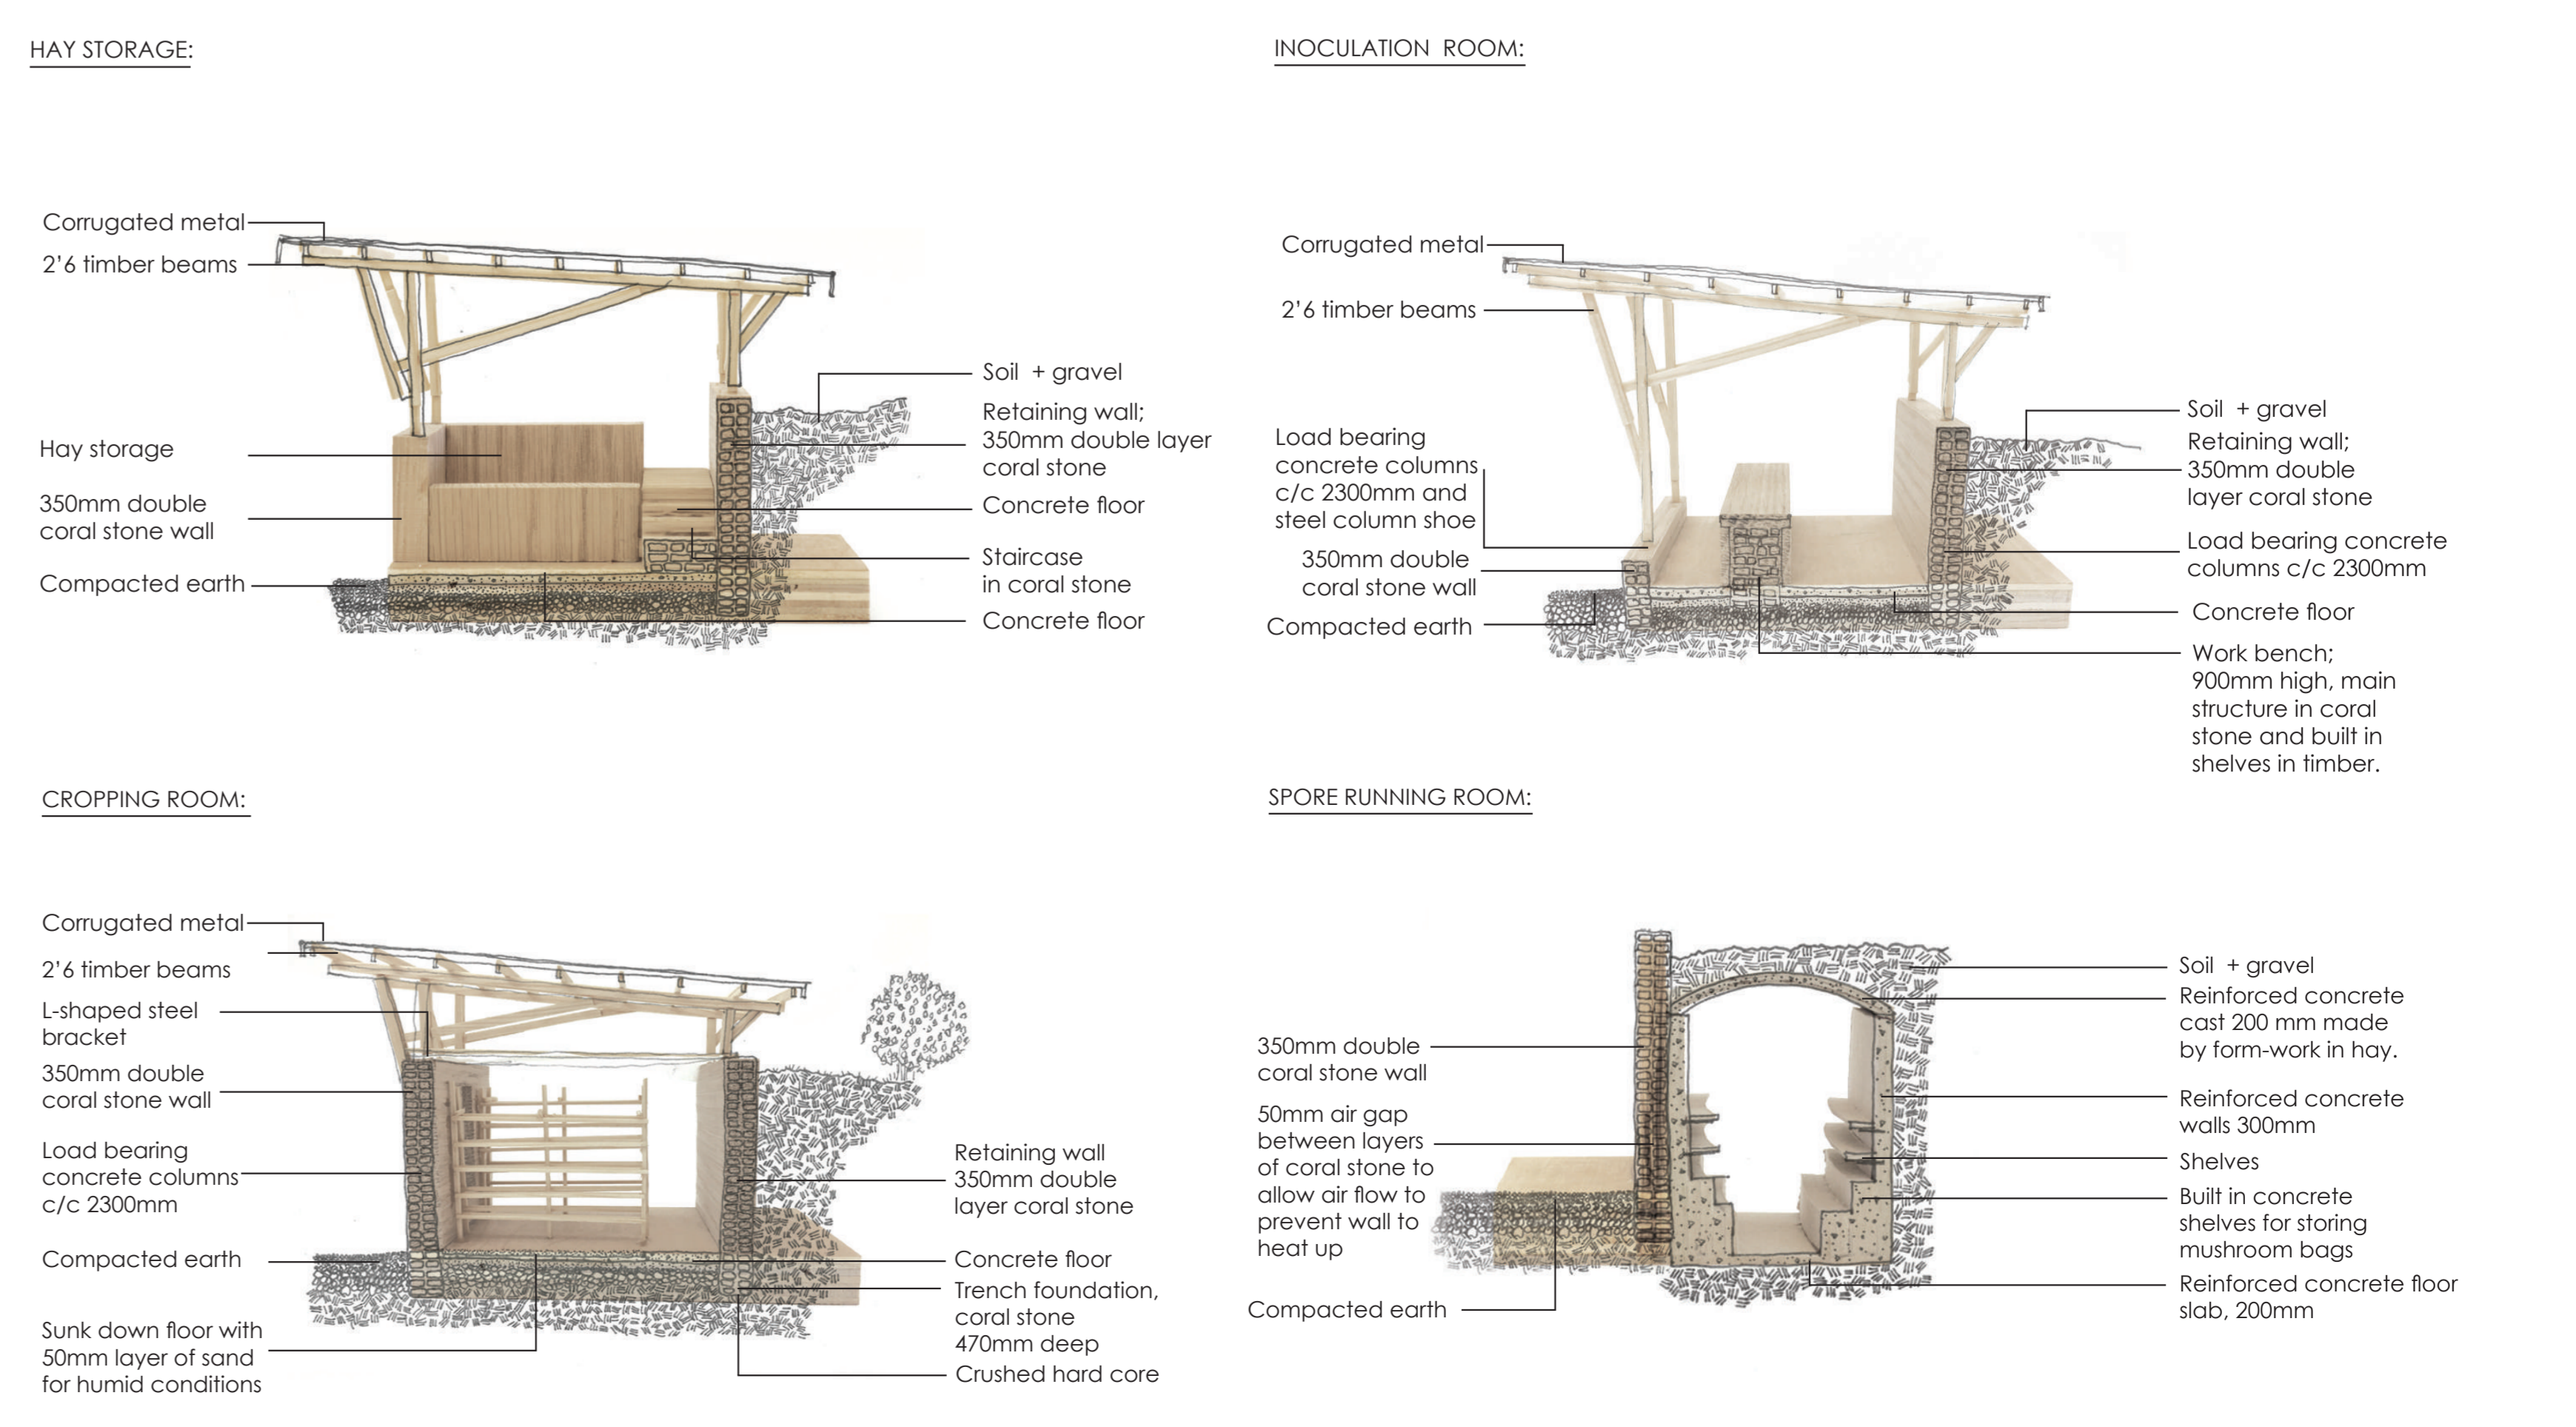 HAY STORAGE:
Corrugated metal
2'6 timber beams
Hay storage
350mm double
coral stone wall
Compacted earth
Soil + gravel
Retaining wall;
350mm double layer
coral stone
Concrete floor
Staircase
in coral stone
Concrete floor
INOCULATION ROOM:
Corrugated metal
2'6 timber beams
Load bearing
concrete columns
c/c 2300mm and
steel column shoe
350mm double
coral stone wall
Compacted earth
Soil + gravel
Retaining wall;
350mm double
layer coral stone
Load bearing concrete
columns c/c 2300mm
Concrete floor
Work bench;
900mm high, main
structure in coral
stone and built in
shelves in timber.
CROPPING ROOM:
Corrugated metal
2'6 timber beams
L-shaped steel
bracket
350mm double
coral stone wall
Load bearing
concrete columns
c/c 2300mm
Compacted earth
Sunk down floor with
50mm layer of sand
for humid conditions
Retaining wall
350mm double
layer coral stone
Concrete floor
Trench foundation,
coral stone
470mm deep
Crushed hard core
SPORE RUNNING ROOM:
350mm double
coral stone wall
50mm air gap
between layers
of coral stone to
allow air flow to
prevent wall to
heat up
Compacted earth
Soil + gravel
Reinforced concrete
cast 200 mm made
by form-work in hay.
Reinforced concrete
walls 300mm
Shelves
Built in concrete
shelves for storing
mushroom bags
Reinforced concrete floor
slab, 200mm